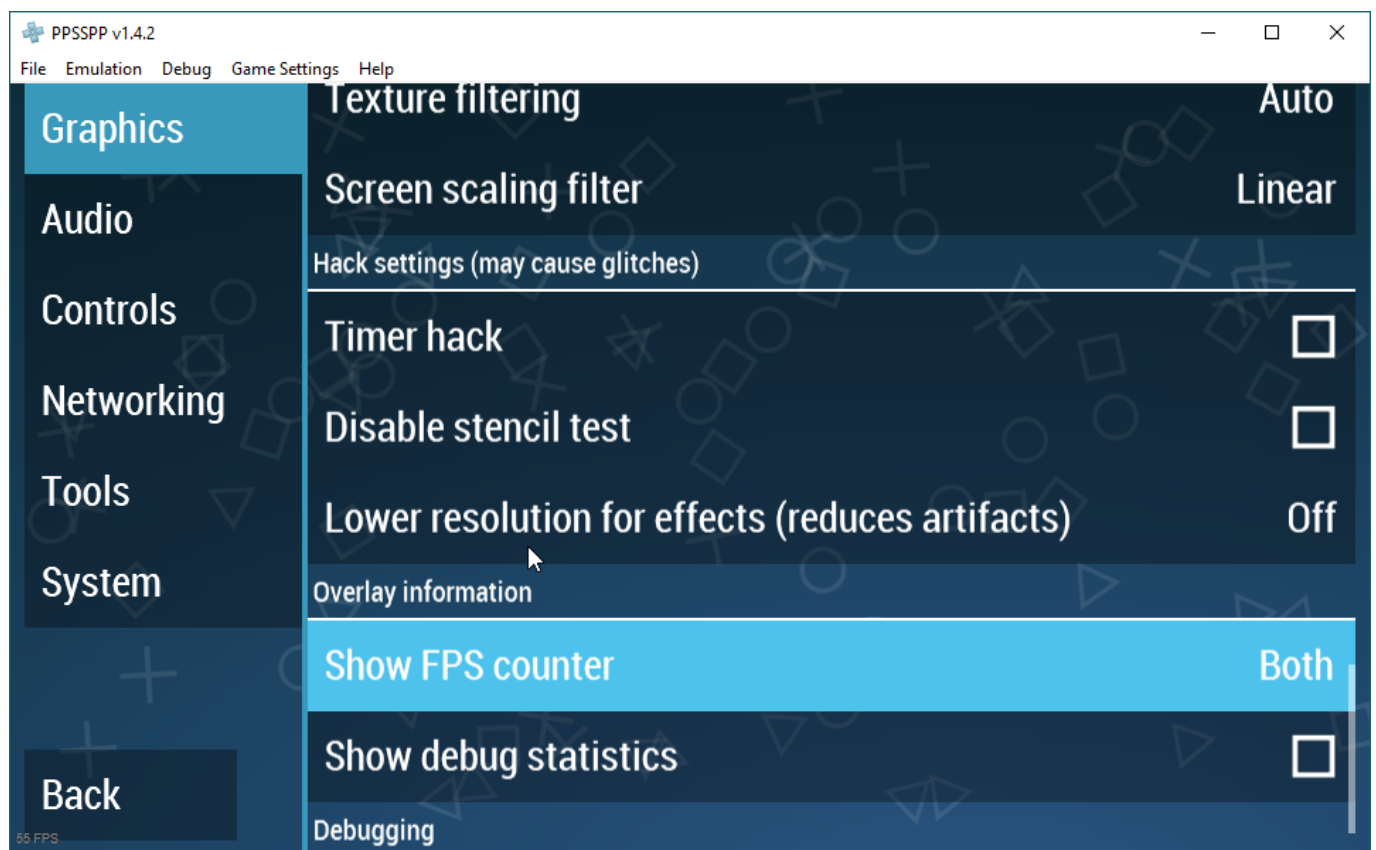 PPSSPP v1.4.2
File Emulation Debug Game Settings Help
Graphics
Audio
Controls
Networking
Tools
System
Back
55 FPS
Texture filtering Auto
Screen scaling filter Linear
Hack settings (may cause glitches)
Timer hack
Disable stencil test
Lower resolution for effects (reduces artifacts) Off
Overlay information
Show FPS counter Both
Show debug statistics
Debugging